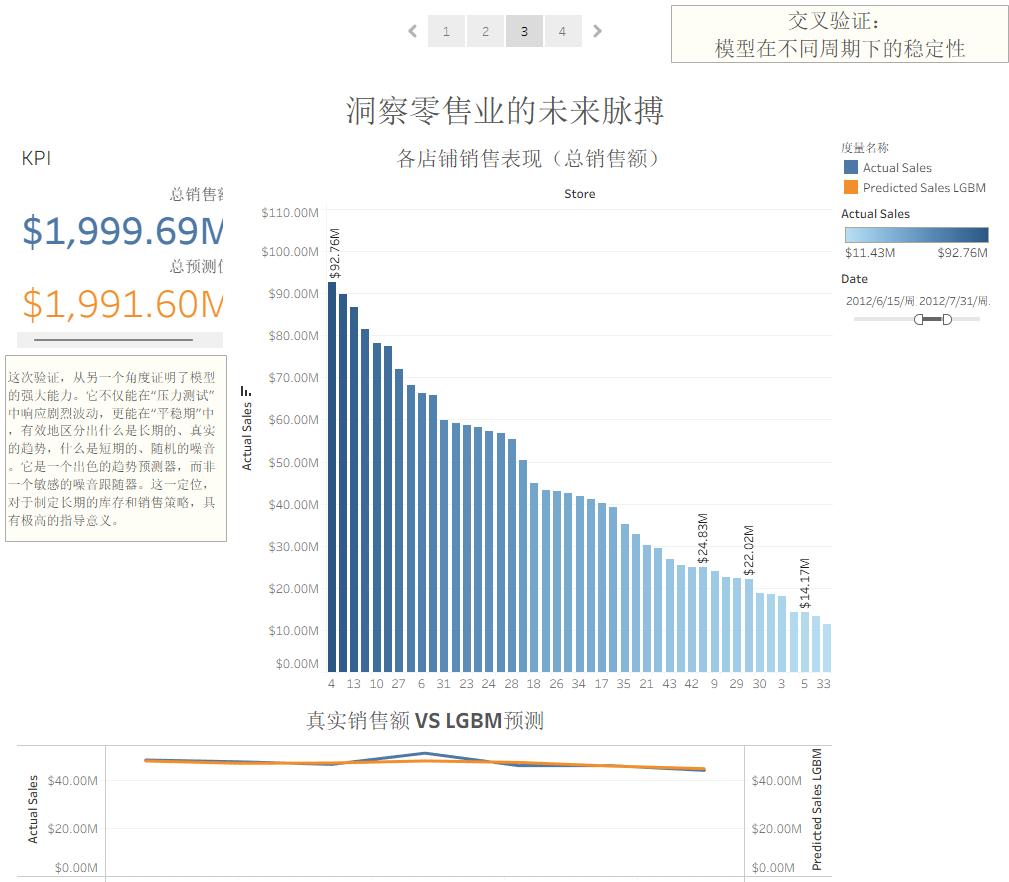 1 2 3 4
交叉验证：
模型在不同周期下的稳定性
洞察零售业的未来脉搏
KPI
总销售
$1,999.69M
总预测
$1,991.60M
这次验证，从另一个角度证明了模型
的强大能力。它不仅能在“压力测试”
中响应剧烈波动，更能在“平稳期”中
，有效地区分出什么是长期的、真实
的趋势，什么是短期的、随机的噪音
。它是一个出色的趋势预测器，而非
一个敏感的噪音跟随器。这一定位，
对于制定长期的库存和销售策略，具
有极高的指导意义。
各店铺销售表现（总销售额）
Store
Actual Sales
$110.00M
$100.00M
$90.00M
$80.00M
$70.00M
$60.00M
$50.00M
$40.00M
$30.00M
$20.00M
$10.00M
$0.00M
$92.76M
$24.83M
$22.02M
$14.17M
4 13 10 27 6 31 23 24 28 18 26 34 17 35 21 43 42 9 29 30 3 5 33
度量名称
Actual Sales
Predicted Sales LGBM
Actual Sales
$11.43M $92.76M
Date
2012/6/15/周 2012/7/31/周
真实销售额 VS LGBM预测
Actual Sales
$40.00M
$20.00M
$0.00M
$40.00M
$20.00M
$0.00M
Predicted Sales LGBM